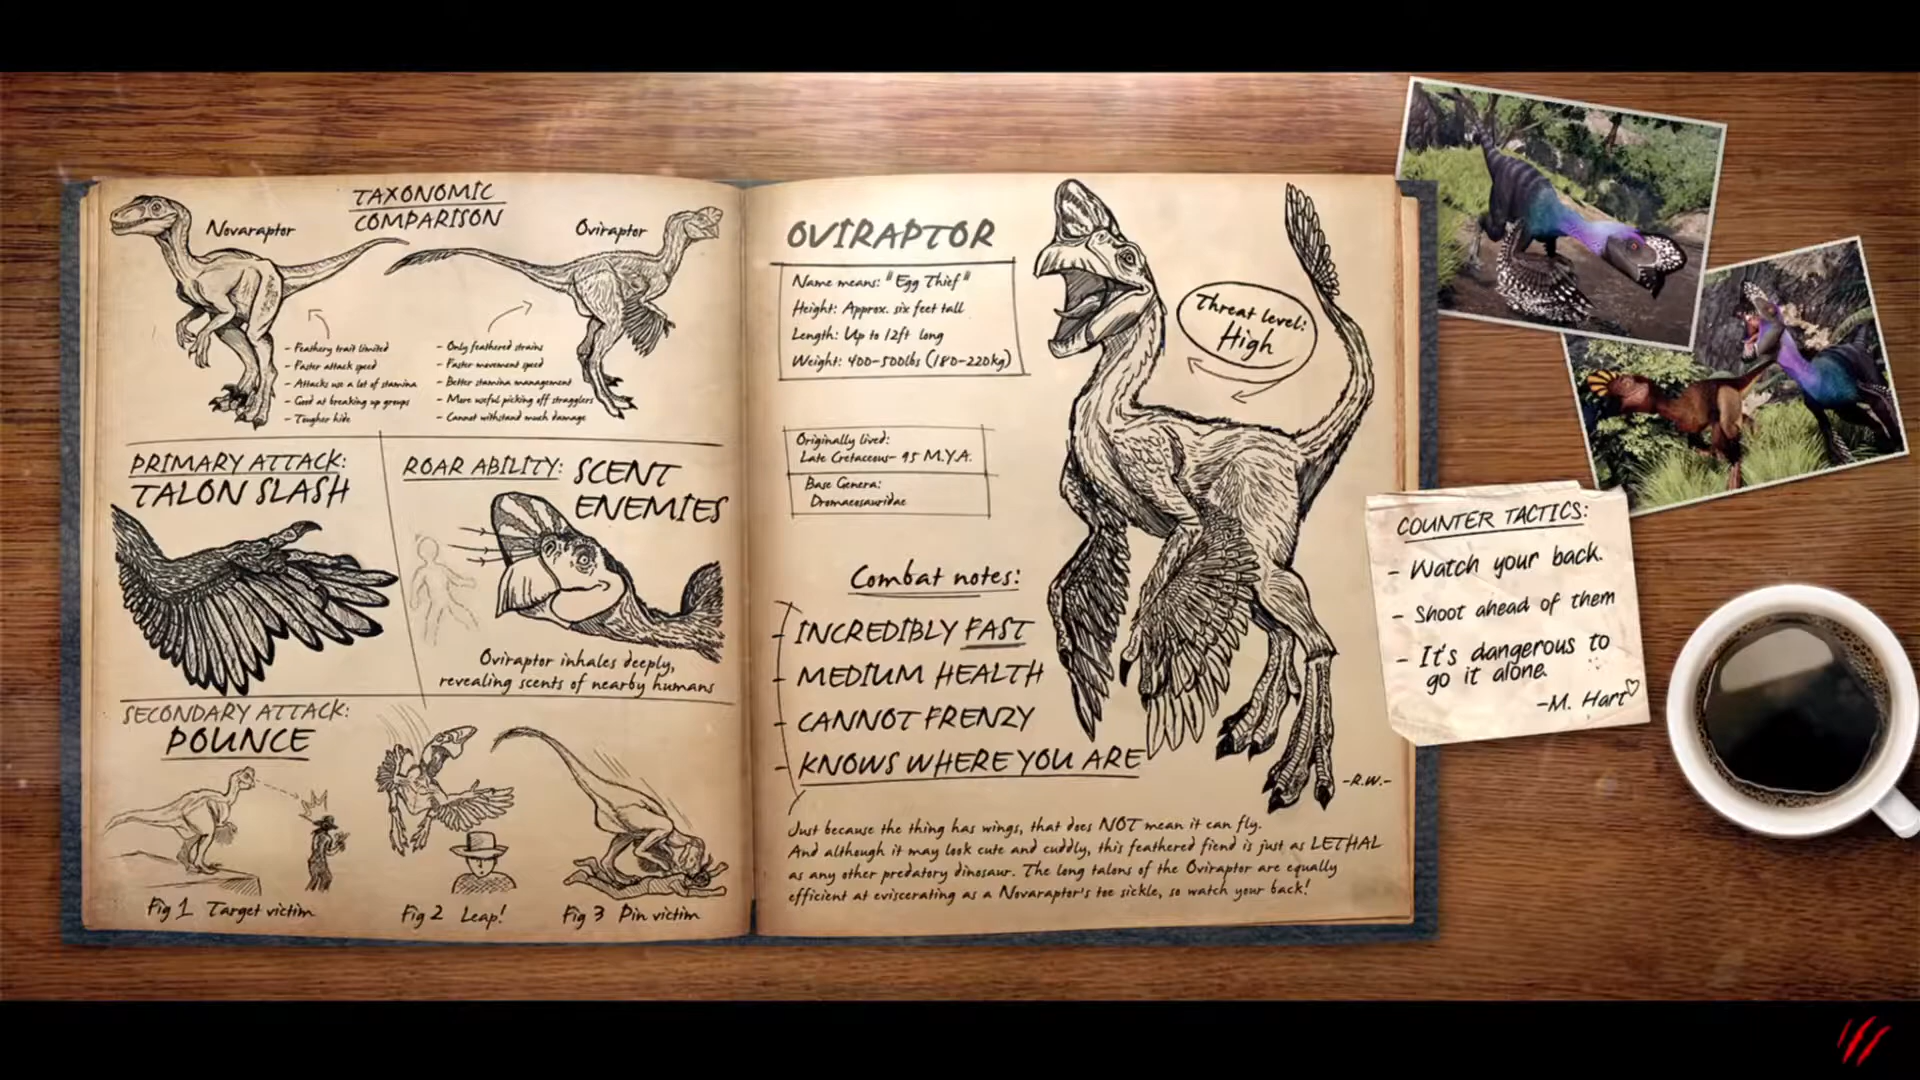 TAXONOMIC
COMPARISON
Novaraptor
Oviraptor
- Feathery trait limited
- Faster attack speed
- Attacks use a lot of stamina
- Good at breaking up groups
- Tougher hide
- Only feathered strains
- Faster movement speed
- Better stamina management
- More useful picking off stragglers
- Cannot withstand much damage
PRIMARY ATTACK:
TALON SLASH
ROAR ABILITY: SCENT
ENEMIES
Oviraptor inhales deeply,
revealing scents of nearby humans
SECONDARY ATTACK:
POUNCE
Fig 1 Target victim
Fig 2 Leap!
Fig 3 Pin victim
OVIRAPTOR
Name means: "Egg Thief"
Height: Approx. six feet tall
Length: Up to 12ft long
Weight: 400-500lbs (180-220kg)
Threat level:
High
Originally lived:
Late Cretaceous- 95 M.Y.A.
Base Genera:
Dromaeosauridae
Combat notes:
- INCREDIBLY FAST
- MEDIUM HEALTH
- CANNOT FRENZY
- KNOWS WHERE YOU ARE
-R.W.-
Just because the thing has wings, that does NOT mean it can fly.
And although it may look cute and cuddly, this feathered fiend is just as LETHAL
as any other predatory dinosaur. The long talons of the Oviraptor are equally
efficient at eviscerating as a Novaraptor's toe sickle, so watch your back!
COUNTER TACTICS:
- Watch your back.
- Shoot ahead of them
- It's dangerous to
go it alone.
-M. Hart♡